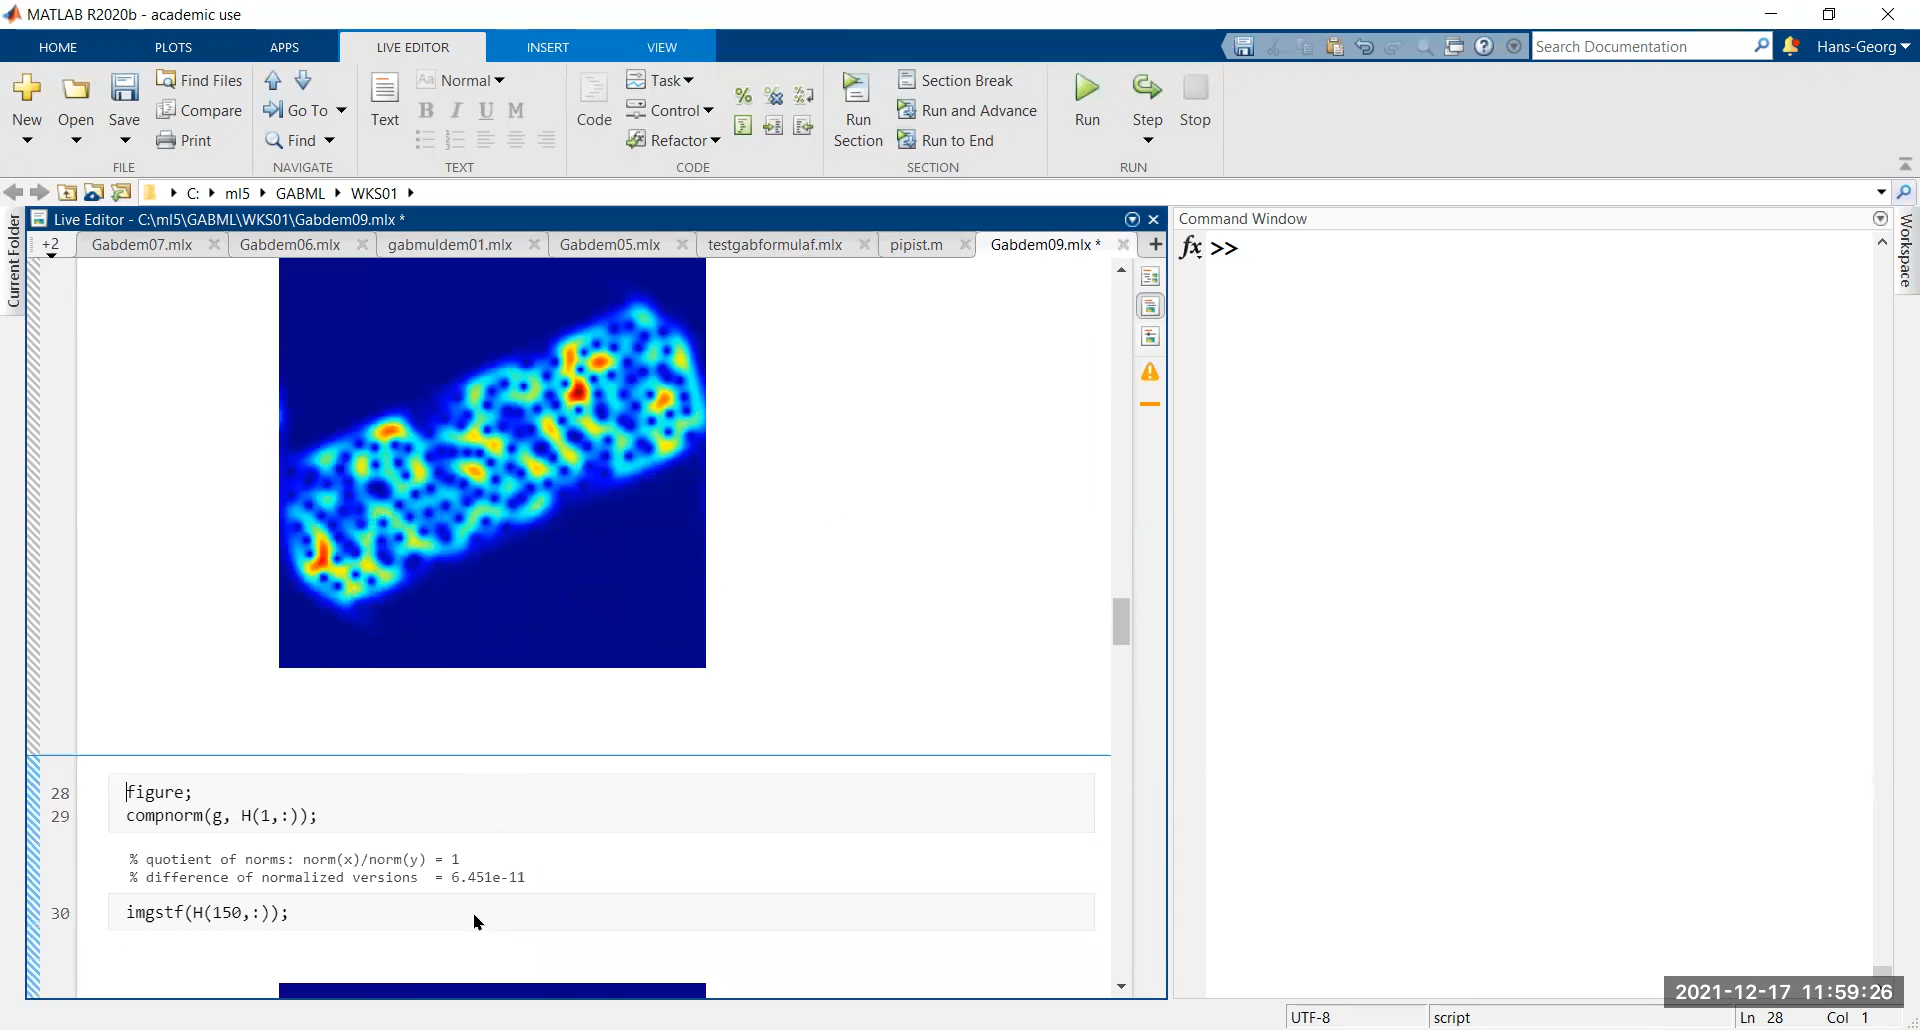 MATLAB R2020b - academic use
HOME PLOTS APPS LIVE EDITOR INSERT VIEW
Search Documentation
Hans-Georg
New
Open
Save
Find Files
Compare
Print
FILE
Go To
Find
NAVIGATE
Text
Aa Normal
B I U M
TEXT
Code
Task
Control
Refactor
CODE
Run
Section
Section Break
Run and Advance
Run to End
SECTION
Run
Step
Stop
RUN
C: ml5 GABML WKS01
Current Folder
Live Editor - C:\ml5\GABML\WKS01\Gabdem09.mlx *
+2 Gabdem07.mlx Gabdem06.mlx gabmuldem01.mlx Gabdem05.mlx testgabformulaf.mlx pipist.m Gabdem09.mlx * +
28 figure;
29 compnorm(g, H(1,:));
% quotient of norms: norm(x)/norm(y) = 1
% difference of normalized versions = 6.451e-11
30 imgstf(H(150,:));
Command Window
fx >>
Workspace
2021-12-17 11:59:26
UTF-8 script Ln 28 Col 1